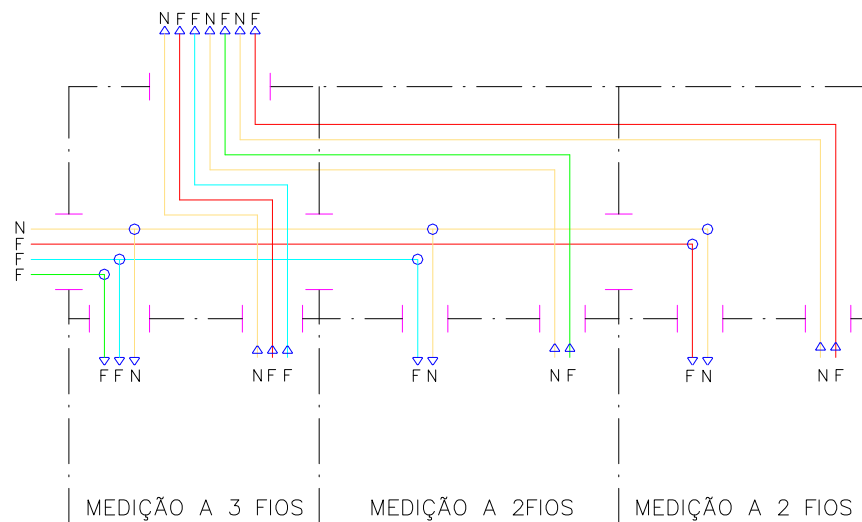 N F F N F N F
N
F
F
F
F F N
N F F
F N
N F
F N
N F
MEDIÇÃO A 3 FIOS
MEDIÇÃO A 2FIOS
MEDIÇÃO A 2 FIOS